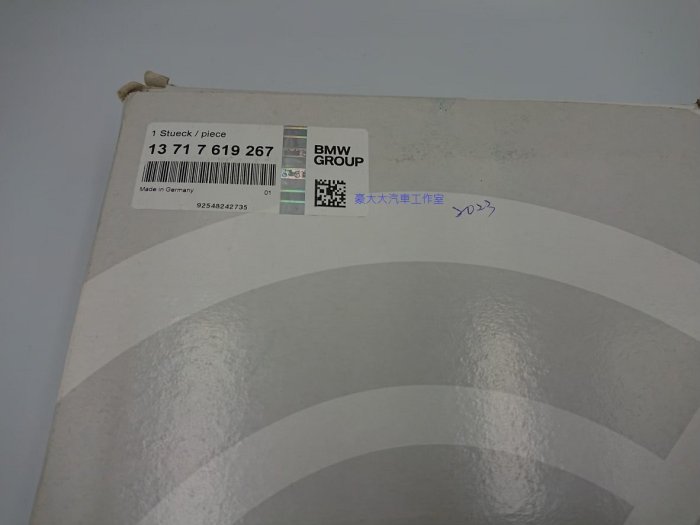 1 Stueck / piece
13 71 7 619 267
BMW
GROUP
Made in Germany 01
92548242735
豪大大汽車工作室
2023